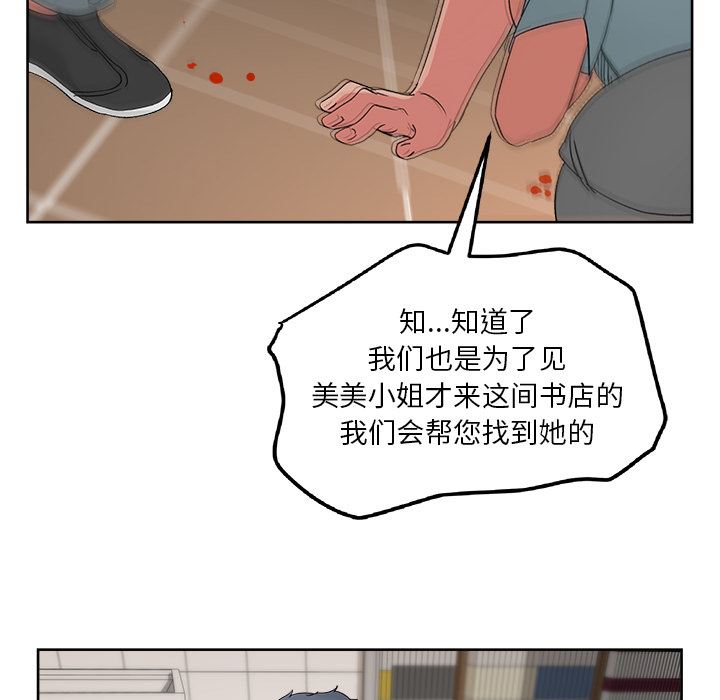 知...知道了
我们也是为了见
美美小姐才来这间书店的
我们会帮您找到她的